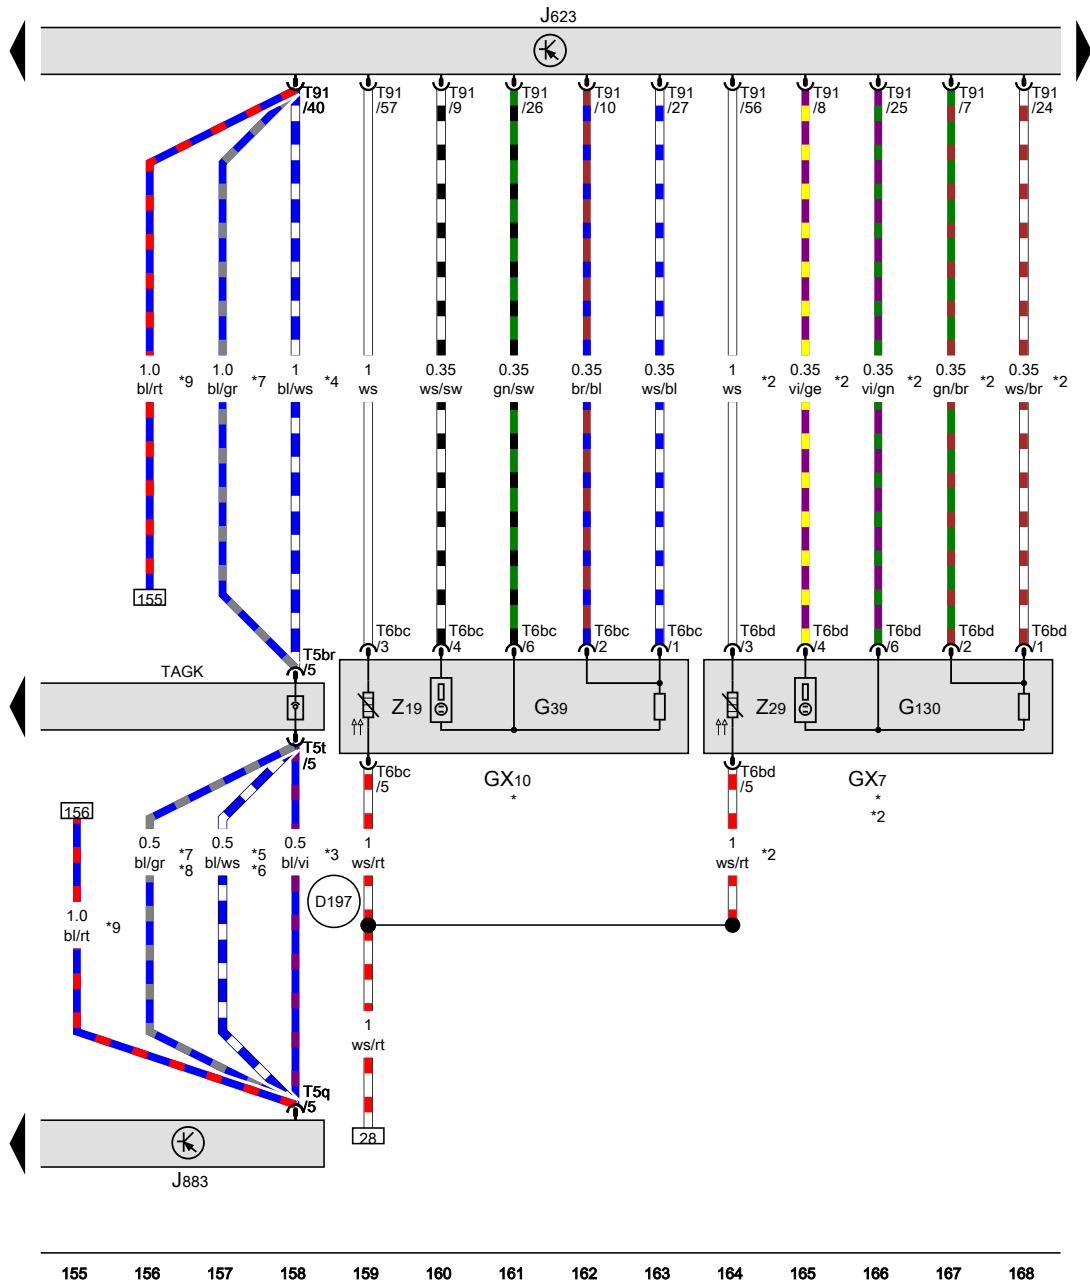 J623
T91 T91 T91 T91 T91 T91 T91 T91 T91 T91 T91
/40 /57 /9 /26 /10 /27 /56 /8 /25 /7 /24
1.0 1.0 1 1 0.35 0.35 0.35 0.35 1 0.35 0.35 0.35 0.35
bl/rt *9 bl/gr *7 bl/ws *4 ws ws/sw gn/sw br/bl ws/bl ws *2 vi/ge *2 vi/gn *2 gn/br *2 ws/br *2
155
T6bc T6bc T6bc T6bc T6bd T6bd T6bd T6bd
/3 /4 /6 /2 /1 /3 /4 /6 /2 /1
T5br
/5
TAGK
Z19 G39 Z29 G130
T5t
/5
T6bc
/5
T6bd
/5
GX10
*
GX7
*
*2
156
0.5 0.5 0.5 1 1
bl/gr *7 bl/ws *5 bl/vi *3 ws/rt ws/rt *2
*8 *6
D197
1.0
bl/rt *9
1
ws/rt
T5q
/5
28
J883
155 156 157 158 159 160 161 162 163 164 165 166 167 168